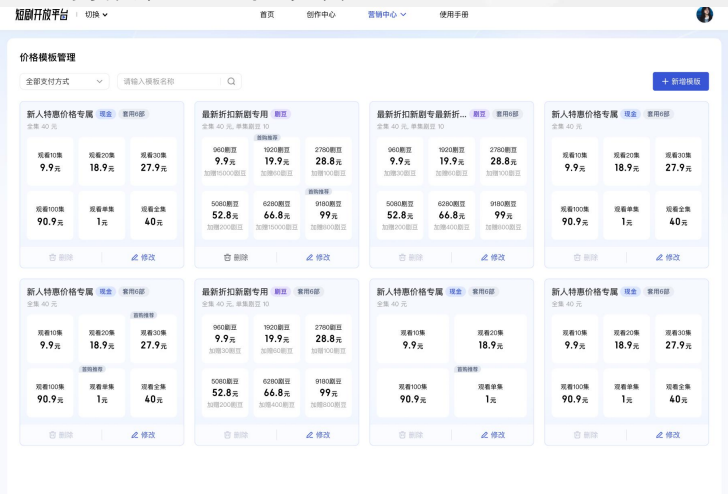 短剧开放平台 切换 首页 创作中心 营销中心 使用手册
价格模板管理
全部支付方式 请输入模板名称 + 新增模版
新人特惠价格专属 现金 套用6部
全集 40 元
观看10集 观看20集 观看30集
9.9元 18.9元 27.9元
观看100集 观看单集 观看全集
90.9元 1元 40元
删除 修改
最新折扣新剧专用 剧豆
全集 40 元, 单集剧豆 10
首购推荐
960剧豆 1920剧豆 2780剧豆
9.9元 19.9元 28.8元
加赠15000剧豆 加赠60剧豆 加赠100剧豆
首购推荐
5080剧豆 6280剧豆 9180剧豆
52.8元 66.8元 99元
加赠200剧豆 加赠15000剧豆 加赠800剧豆
删除 修改
最新折扣新剧专最新折... 剧豆 套用6部
全集 40 元, 单集剧豆 10
960剧豆 1920剧豆 2780剧豆
9.9元 19.9元 28.8元
加赠30剧豆 加赠60剧豆 加赠100剧豆
5080剧豆 6280剧豆 9180剧豆
52.8元 66.8元 99元
加赠200剧豆 加赠400剧豆 加赠800剧豆
删除 修改
新人特惠价格专属 现金 套用6部
全集 40 元
观看10集 观看20集 观看30集
9.9元 18.9元 27.9元
观看100集 观看单集 观看全集
90.9元 1元 40元
删除 修改
新人特惠价格专属 现金 套用6部
全集 40 元
首购推荐
观看10集 观看20集 观看30集
9.9元 18.9元 27.9元
首购推荐
观看100集 观看单集 观看全集
90.9元 1元 40元
删除 修改
最新折扣新剧专用 剧豆 套用6部
全集 40 元, 单集剧豆 10
960剧豆 1920剧豆 2780剧豆
9.9元 19.9元 28.8元
加赠30剧豆 加赠60剧豆 加赠100剧豆
5080剧豆 6280剧豆 9180剧豆
52.8元 66.8元 99元
加赠200剧豆 加赠400剧豆 加赠800剧豆
删除 修改
新人特惠价格专属 现金 套用6部
全集 40 元
观看10集 观看20集
9.9元 18.9元
首购推荐
观看100集 观看单集
90.9元 1元
删除 修改
新人特惠价格专属 现金 套用6部
全集 40 元
观看10集 观看20集 观看30集
9.9元 18.9元 27.9元
观看100集 观看单集 观看全集
90.9元 1元 40元
删除 修改